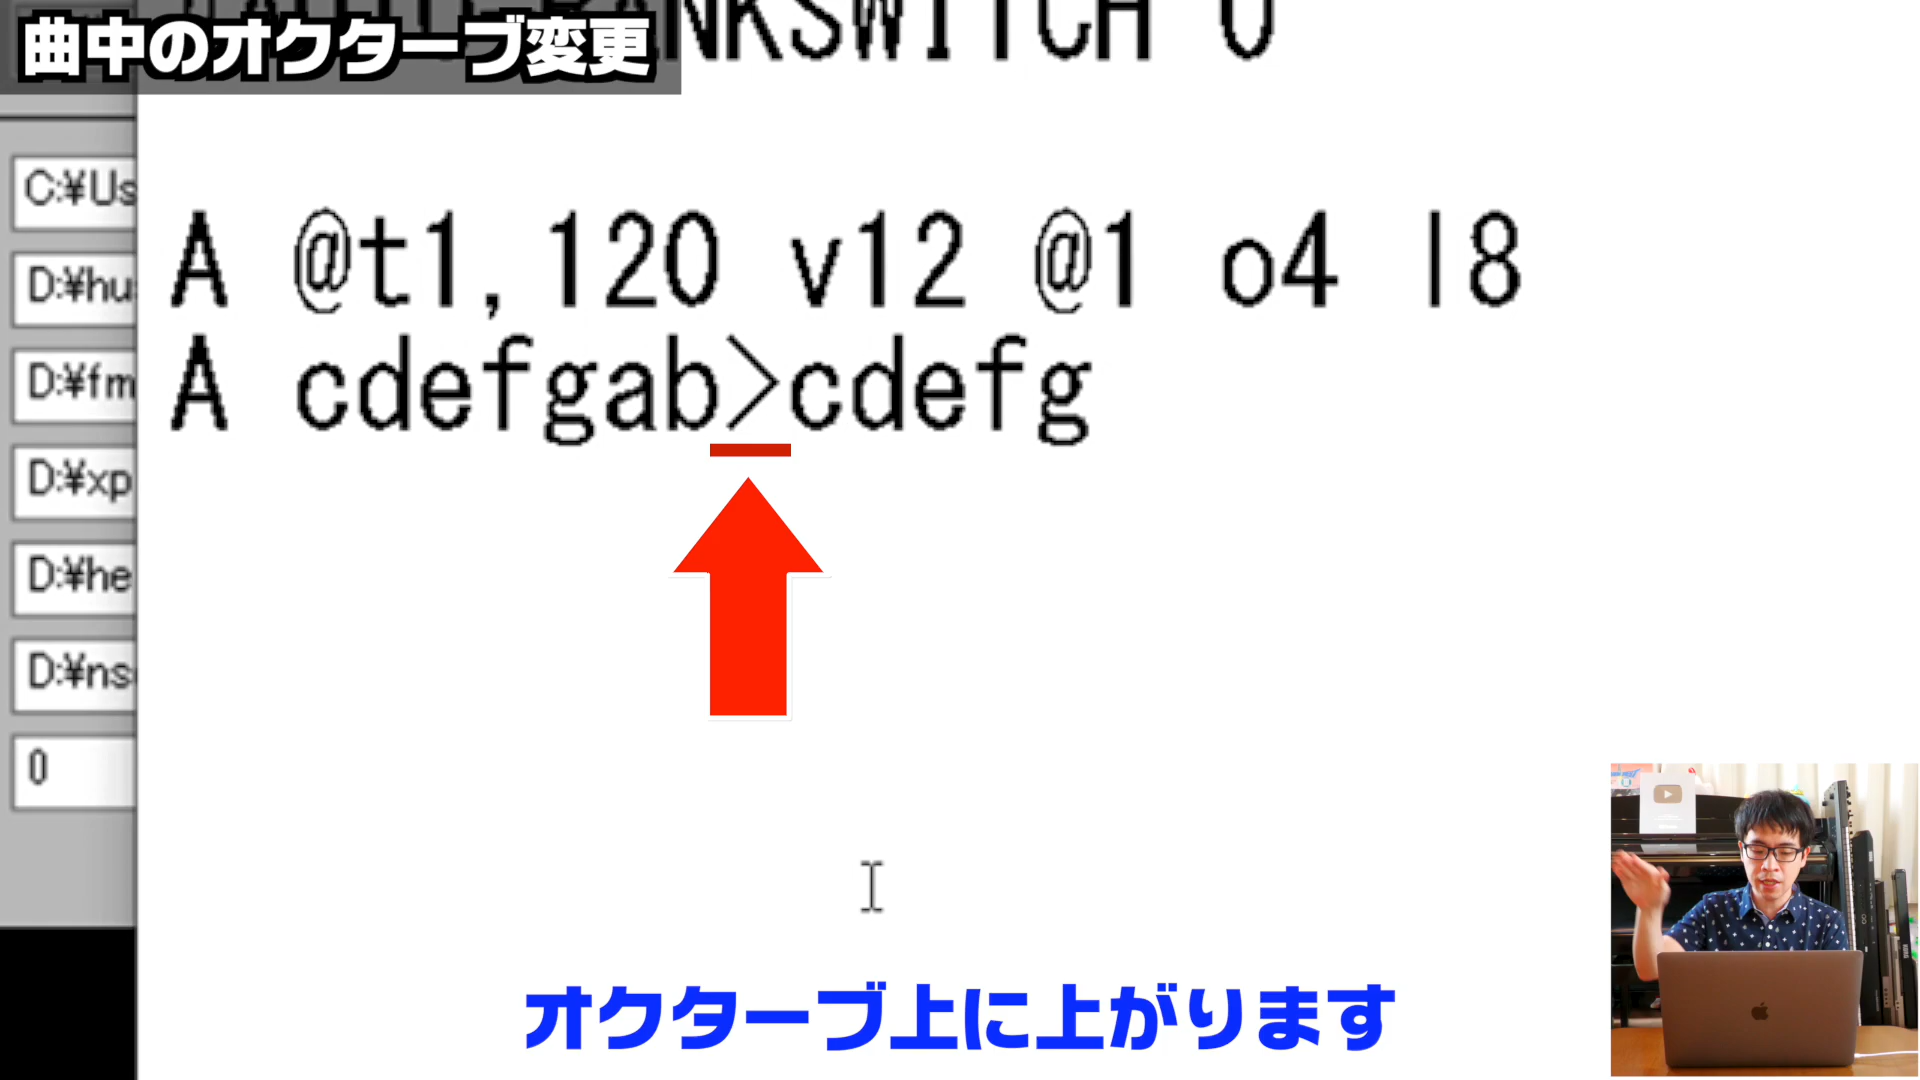 曲中のオクターブ変更
BANKSWITCH 0
C:¥Us
D:¥hu
D:¥fm
D:¥xp
D:¥he
D:¥ns
0
A @t1,120 v12 @1 o4 l8
A cdefgab>cdefg
オクターブ上に上がります